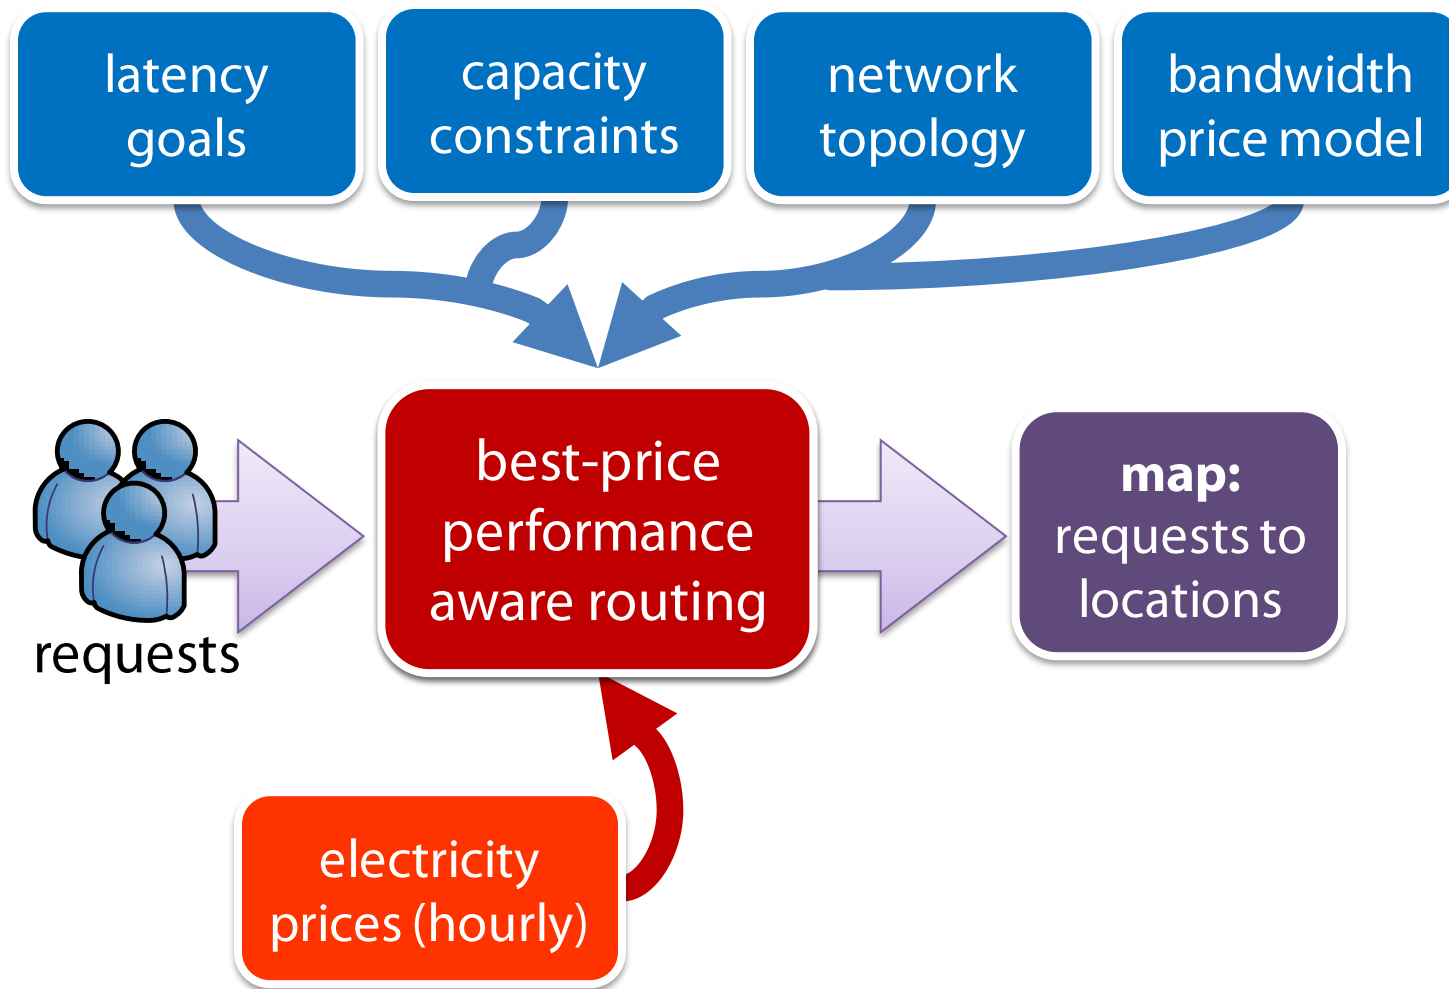 latency
goals
capacity
constraints
network
topology
bandwidth
price model
requests
best-price
performance
aware routing
map:
requests to
locations
electricity
prices (hourly)